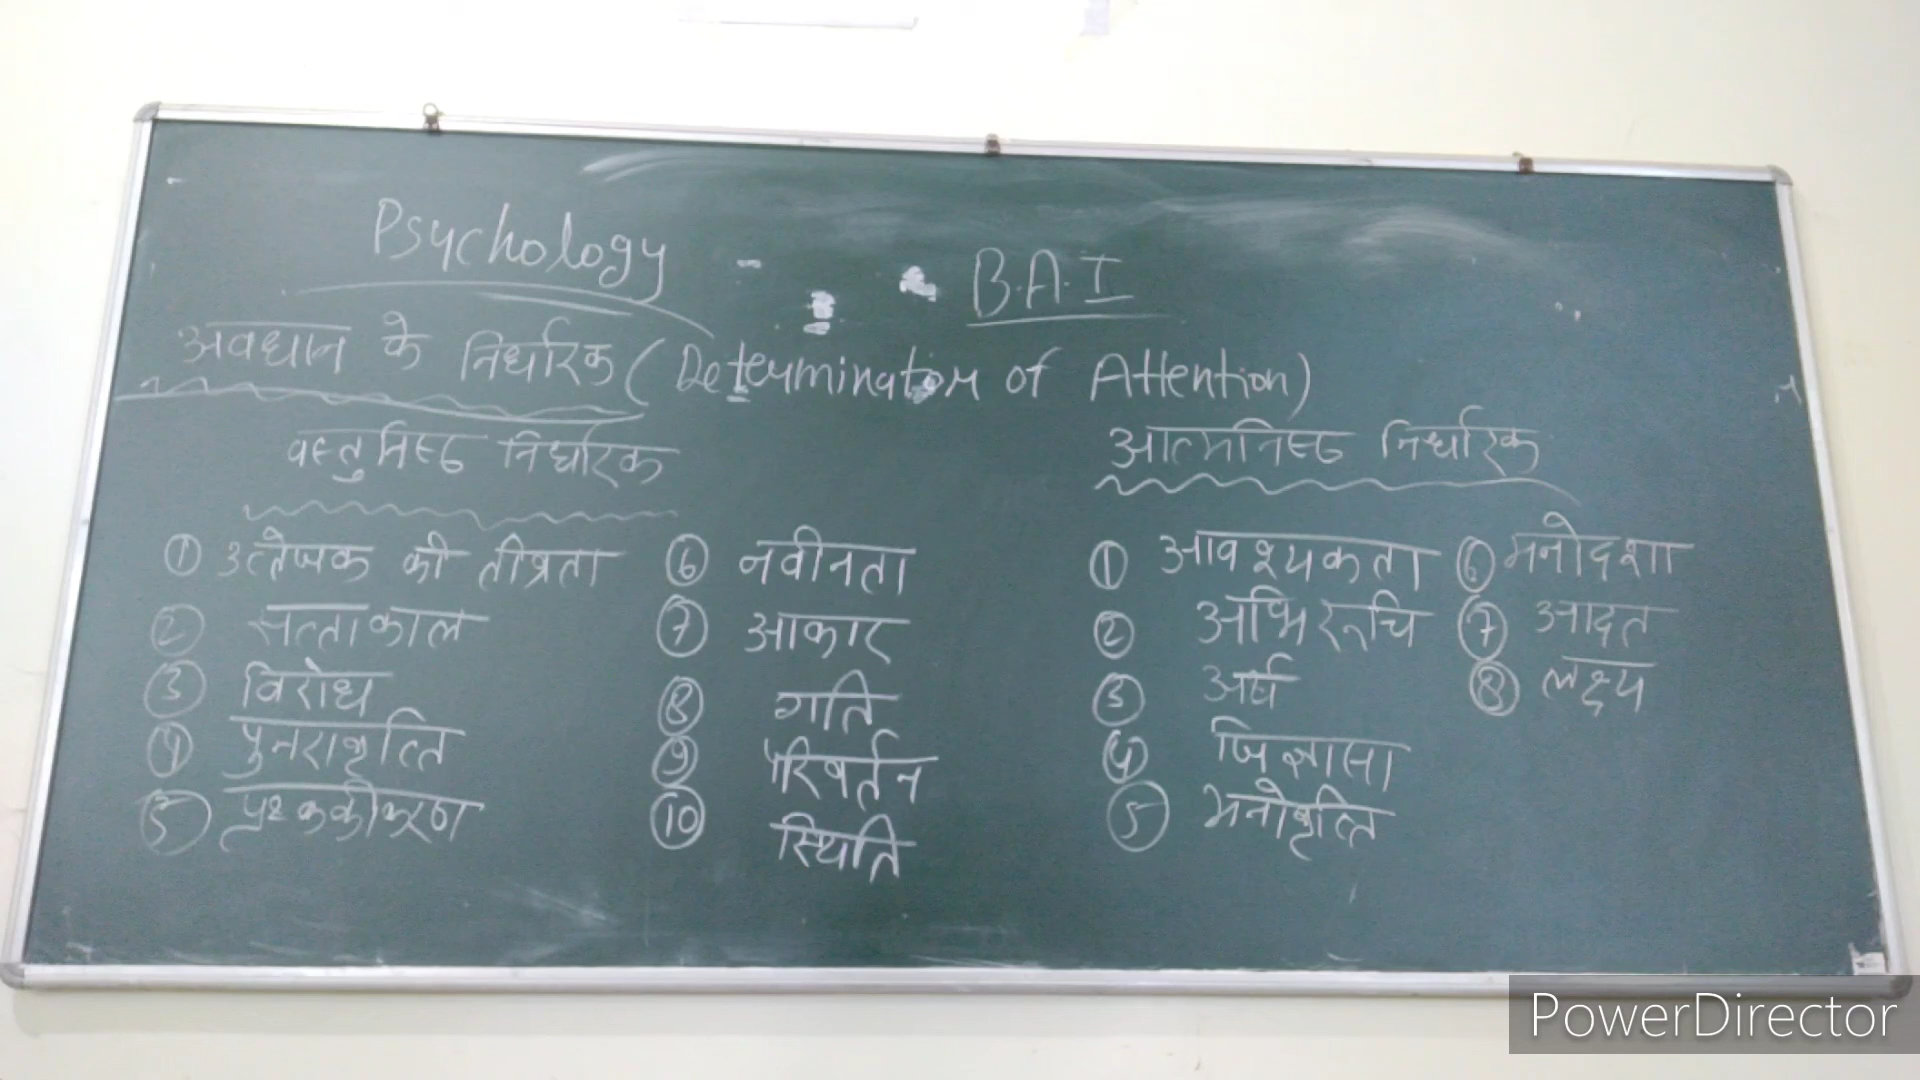 Psychology - B.A.I
अवधान के निर्धारक (Determinator of Attention)
वस्तुनिष्ठ निर्धारक
① उत्तेजक की तीव्रता
② सत्ताकाल
③ विरोध
④ पुनरावृत्ति
⑤ पृथक्कीकरण
⑥ नवीनता
⑦ आकार
⑧ गति
⑨ परिवर्तन
⑩ स्थिति
आत्मनिष्ठ निर्धारक
① आवश्यकता
② अभिरूचि
③ अर्थ
④ जिज्ञासा
⑤ मनोवृत्ति
⑥ मनोदशा
⑦ आदत
⑧ लक्ष्य
PowerDirector